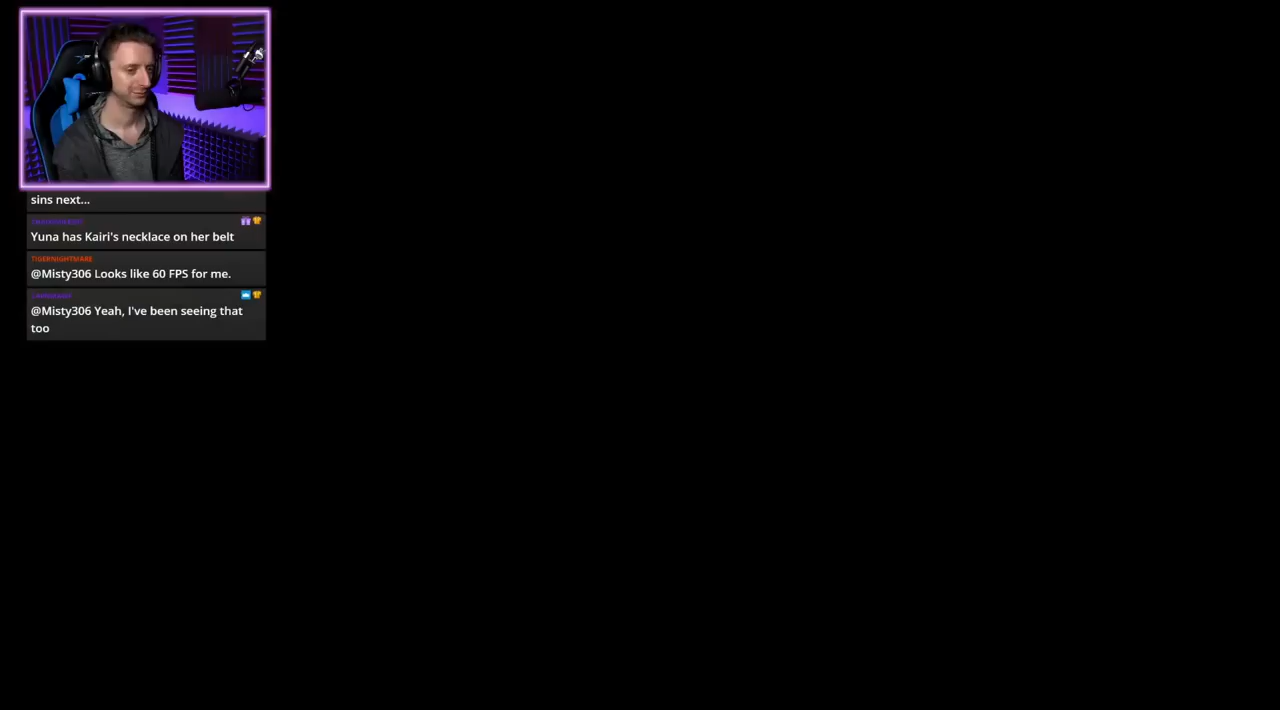 sins next...
Yuna has Kairi's necklace on her belt
TIGERNIGHTMARE
@Misty306 Looks like 60 FPS for me.
@Misty306 Yeah, I've been seeing that
too